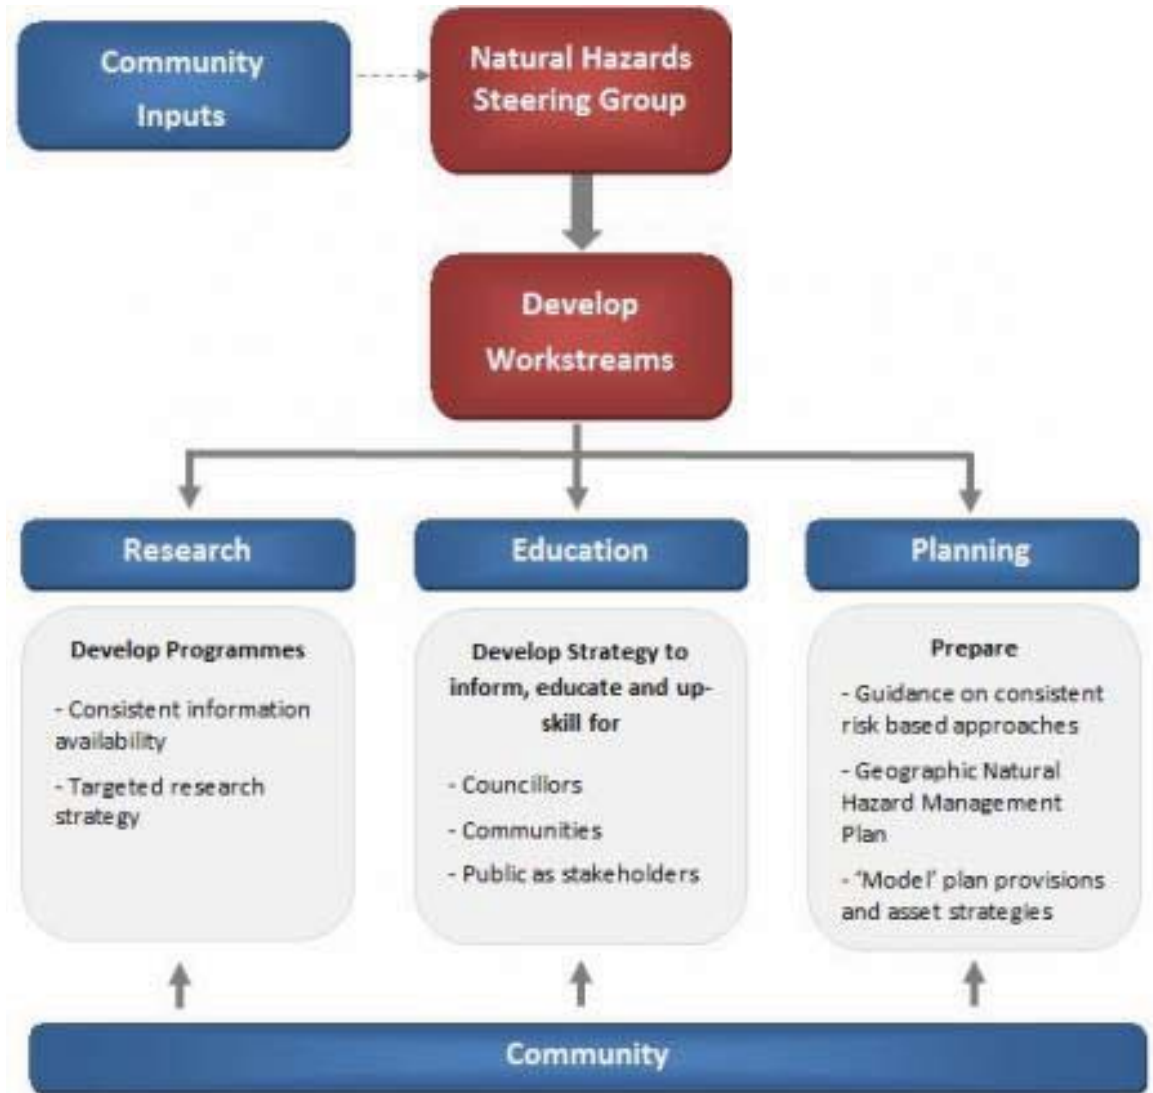 Community
Inputs
Natural Hazards
Steering Group
Develop
Workstreams
Research
Develop Programmes
- Consistent information
availability
- Targeted research
strategy
Education
Develop Strategy to
inform, educate and up-
skill for
- Councillors
- Communities
- Public as stakeholders
Planning
Prepare
- Guidance on consistent
risk based approaches
- Geographic Natural
Hazard Management
Plan
- ‘Model’ plan provisions
and asset strategies
Community